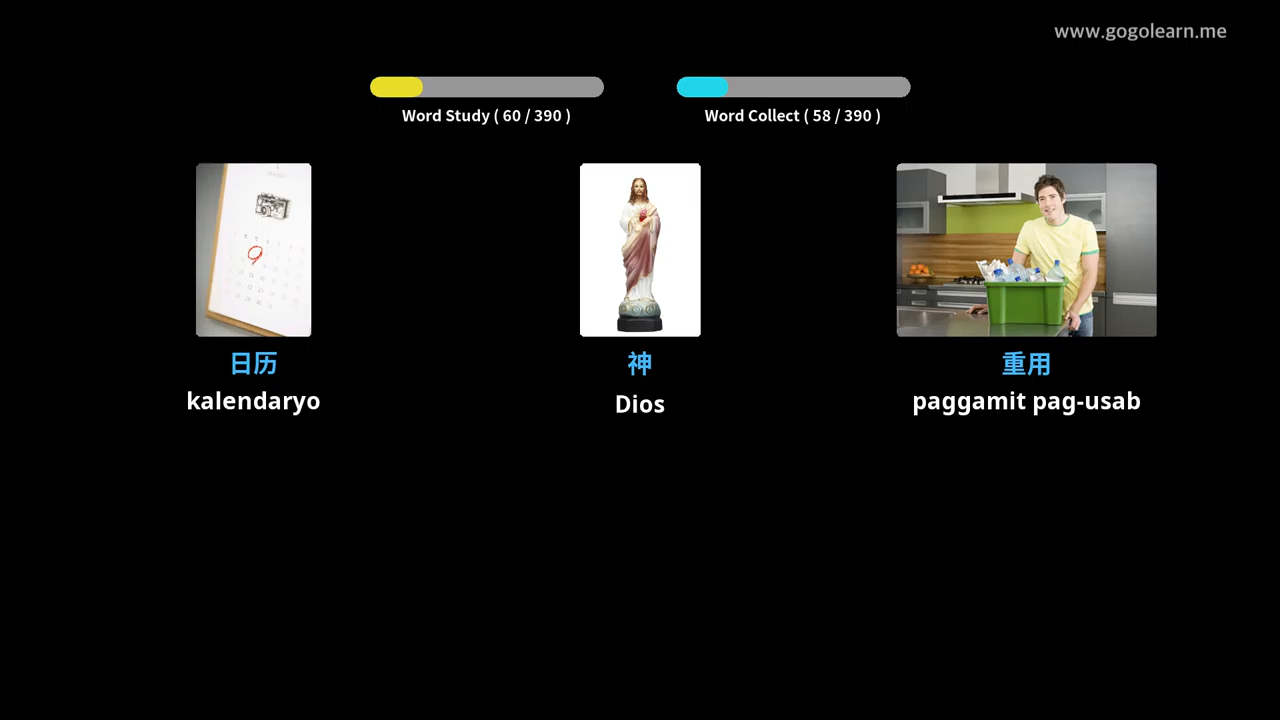 www.gogolearn.me
Word Study ( 60 / 390 )
Word Collect ( 58 / 390 )
日历
神
重用
kalendaryo
Dios
paggamit pag-usab